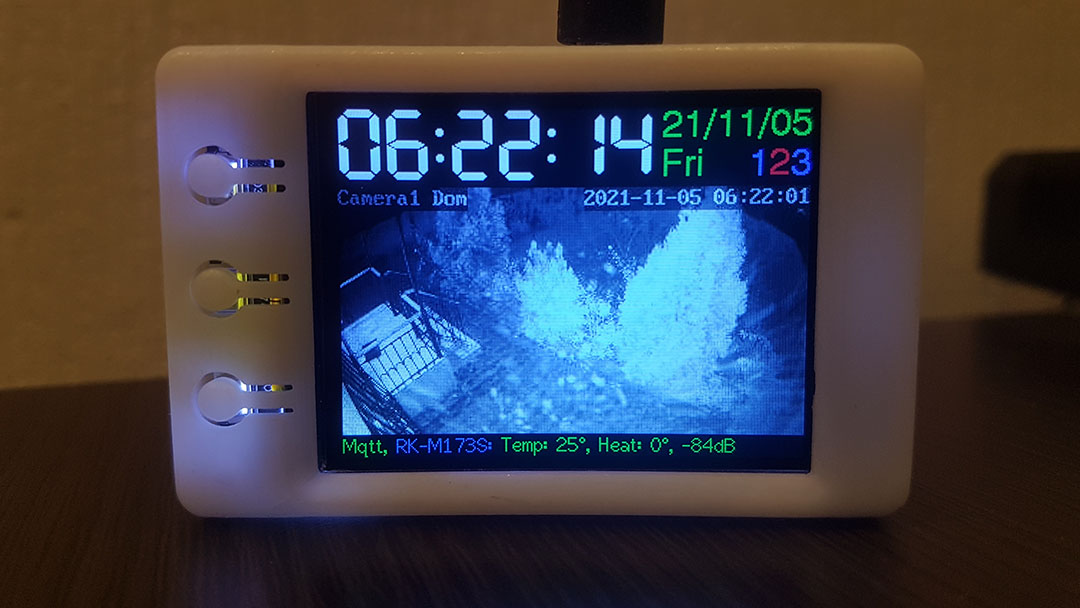 06:22:14 21/11/05
Fri 123
Camera1 Dom 2021-11-05 06:22:01
Mqtt, RK-M173S: Temp: 25°, Heat: 0°, -84dB